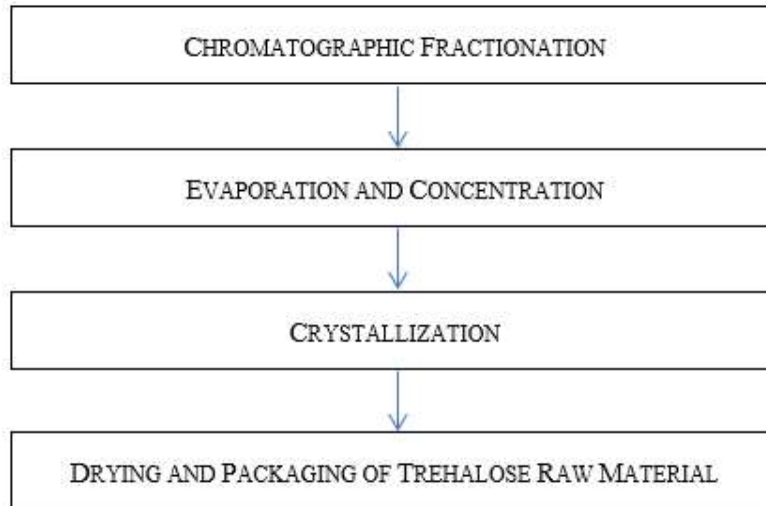 CHROMATOGRAPHIC FRACTIONATION
EVAPORATION AND CONCENTRATION
CRYSTALLIZATION
DRYING AND PACKAGING OF TREHALOSE RAW MATERIAL